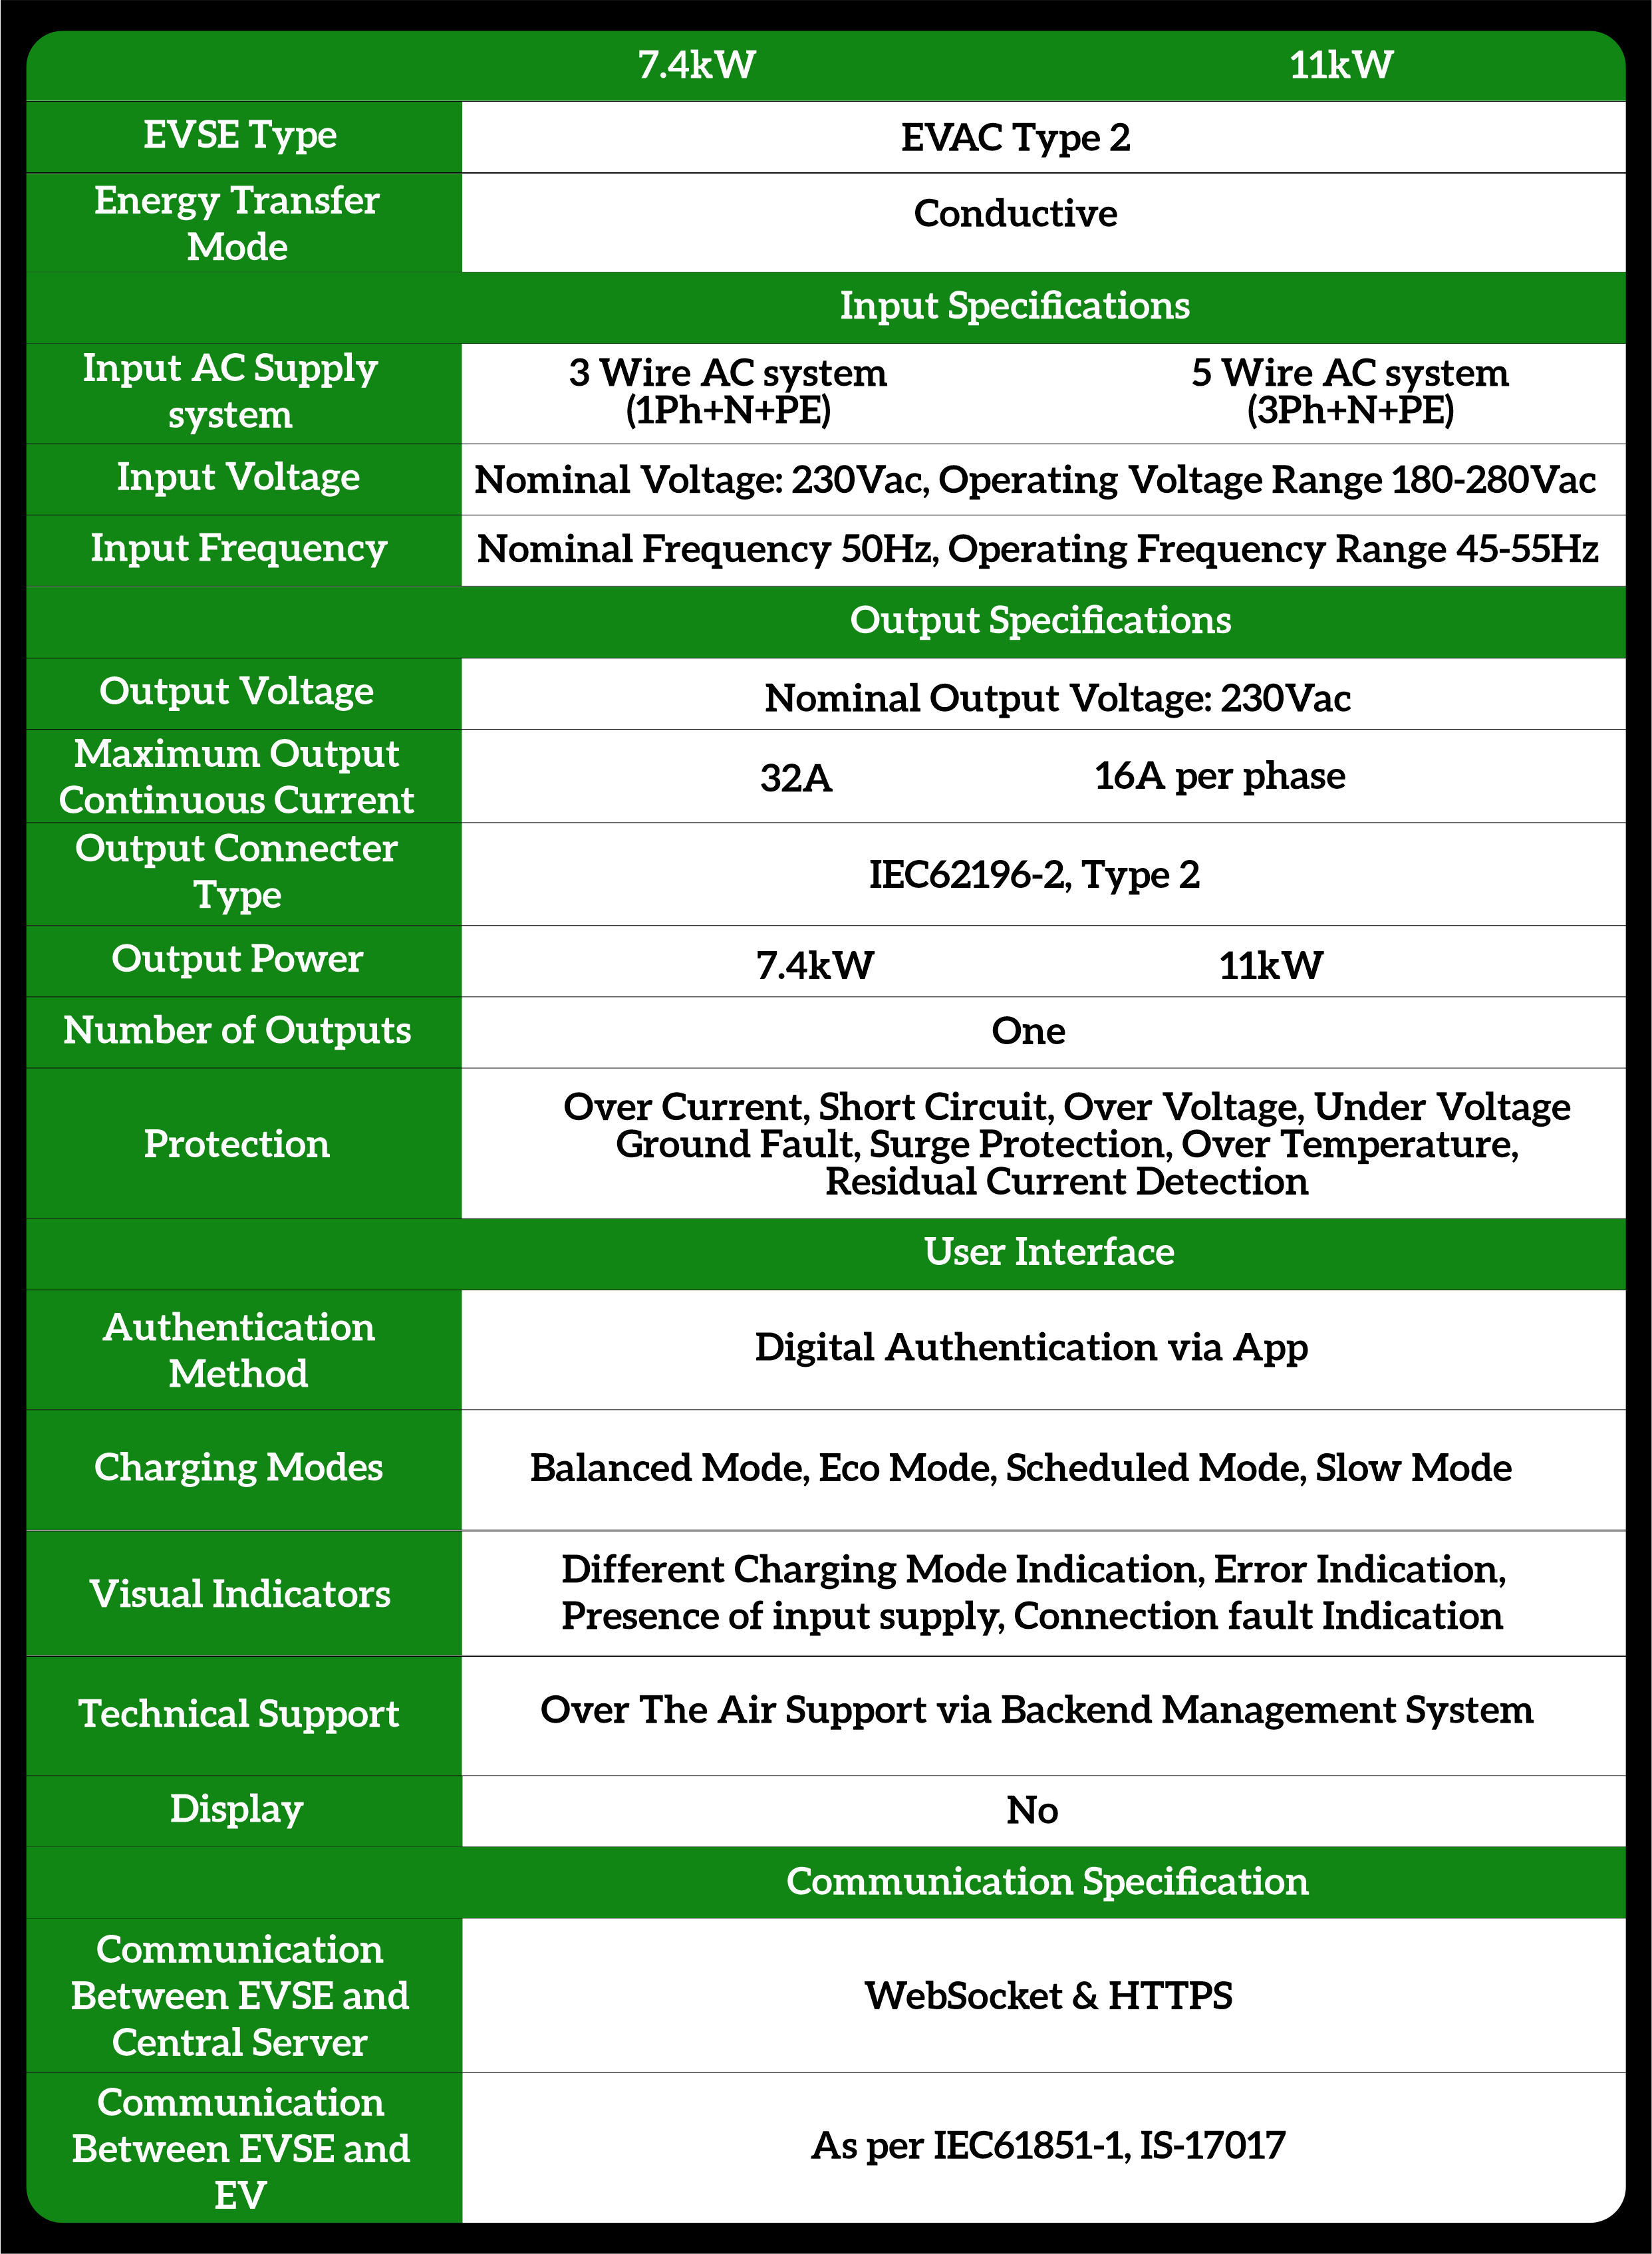 7.4kW 11kW
EVSE Type EVAC Type 2
Energy Transfer
Mode
Conductive
Input Specifications
Input AC Supply
system
3 Wire AC system
(1Ph+N+PE)
5 Wire AC system
(3Ph+N+PE)
Input Voltage Nominal Voltage: 230Vac, Operating Voltage Range 180-280Vac
Input Frequency Nominal Frequency 50Hz, Operating Frequency Range 45-55Hz
Output Specifications
Output Voltage Nominal Output Voltage: 230Vac
Maximum Output
Continuous Current
32A 16A per phase
Output Connecter
Type
IEC62196-2, Type 2
Output Power 7.4kW 11kW
Number of Outputs One
Protection
Over Current, Short Circuit, Over Voltage, Under Voltage
Ground Fault, Surge Protection, Over Temperature,
Residual Current Detection
User Interface
Authentication
Method
Digital Authentication via App
Charging Modes Balanced Mode, Eco Mode, Scheduled Mode, Slow Mode
Visual Indicators
Different Charging Mode Indication, Error Indication,
Presence of input supply, Connection fault Indication
Technical Support Over The Air Support via Backend Management System
Display No
Communication Specification
Communication
Between EVSE and
Central Server
WebSocket & HTTPS
Communication
Between EVSE and
EV
As per IEC61851-1, IS-17017